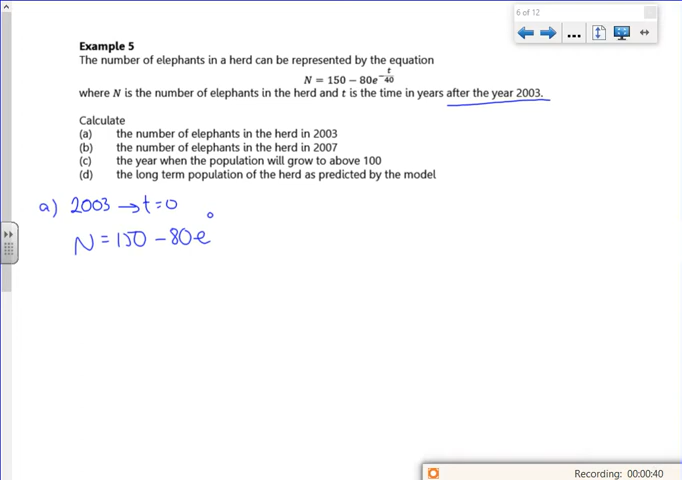 6 of 12
Example 5
The number of elephants in a herd can be represented by the equation
N = 150 − 80e^(−t/40)
where N is the number of elephants in the herd and t is the time in years after the year 2003.
Calculate
(a) the number of elephants in the herd in 2003
(b) the number of elephants in the herd in 2007
(c) the year when the population will grow to above 100
(d) the long term population of the herd as predicted by the model
a) 2003 → t = 0
N = 150 − 80e^0
Recording: 00:00:40